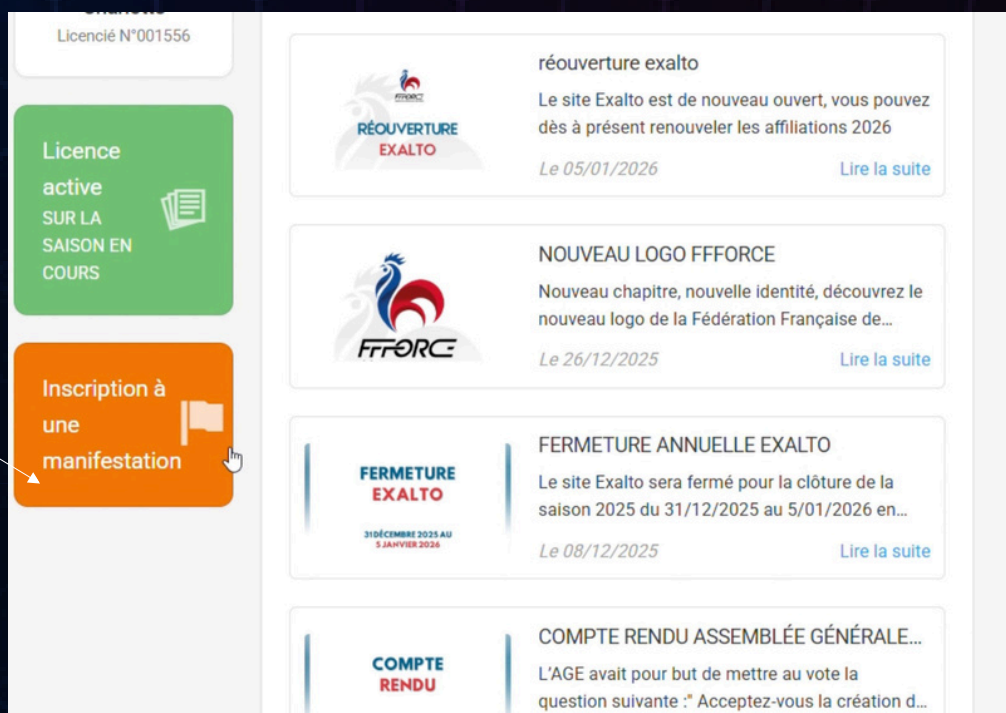 Licencié N°001556
Licence
active
SUR LA
SAISON EN
COURS
Inscription à
une
manifestation
FFFORCE
RÉOUVERTURE
EXALTO
réouverture exalto
Le site Exalto est de nouveau ouvert, vous pouvez
dès à présent renouveler les affiliations 2026
Le 05/01/2026
Lire la suite
FFFORCE
NOUVEAU LOGO FFFORCE
Nouveau chapitre, nouvelle identité, découvrez le
nouveau logo de la Fédération Française de...
Le 26/12/2025
Lire la suite
FERMETURE
EXALTO
31 DÉCEMBRE 2025 AU
5 JANVIER 2026
FERMETURE ANNUELLE EXALTO
Le site Exalto sera fermé pour la clôture de la
saison 2025 du 31/12/2025 au 5/01/2026 en...
Le 08/12/2025
Lire la suite
COMPTE
RENDU
COMPTE RENDU ASSEMBLÉE GÉNÉRALE...
L'AGE avait pour but de mettre au vote la
question suivante :" Acceptez-vous la création d...